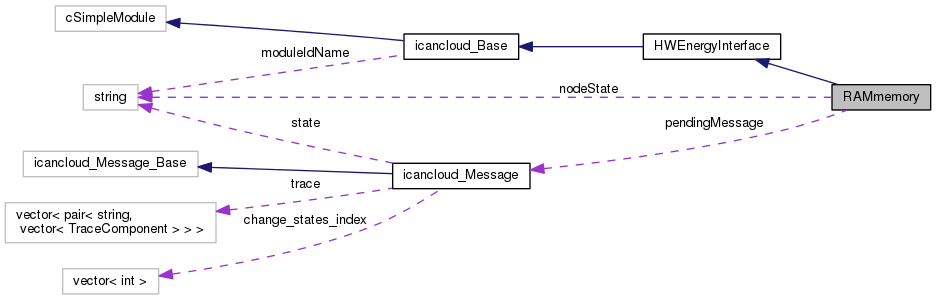 cSimpleModule
icancloud_Base
HWEnergyInterface
moduleIdName
nodeState
string
RAMmemory
state
pendingMessage
icancloud_Message_Base
icancloud_Message
trace
vector< pair< string,
vector< TraceComponent > > >
change_states_index
vector< int >